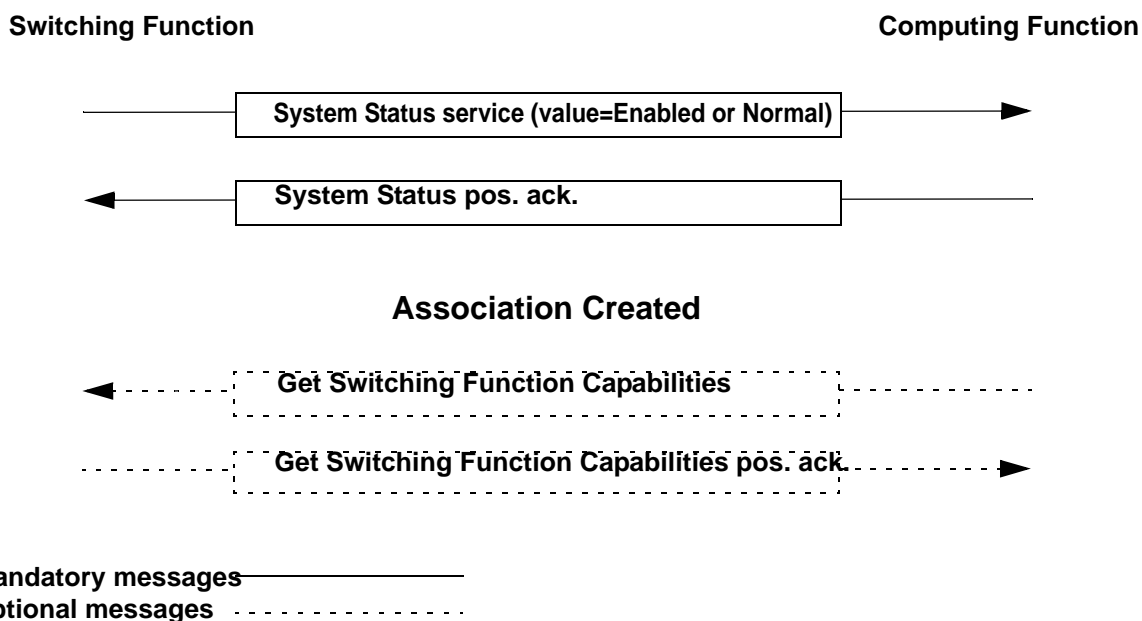 Switching Function
Computing Function
System Status service (value=Enabled or Normal)
System Status pos. ack.
Association Created
Get Switching Function Capabilities
Get Switching Function Capabilities pos. ack.
andatory messages
ptional messages